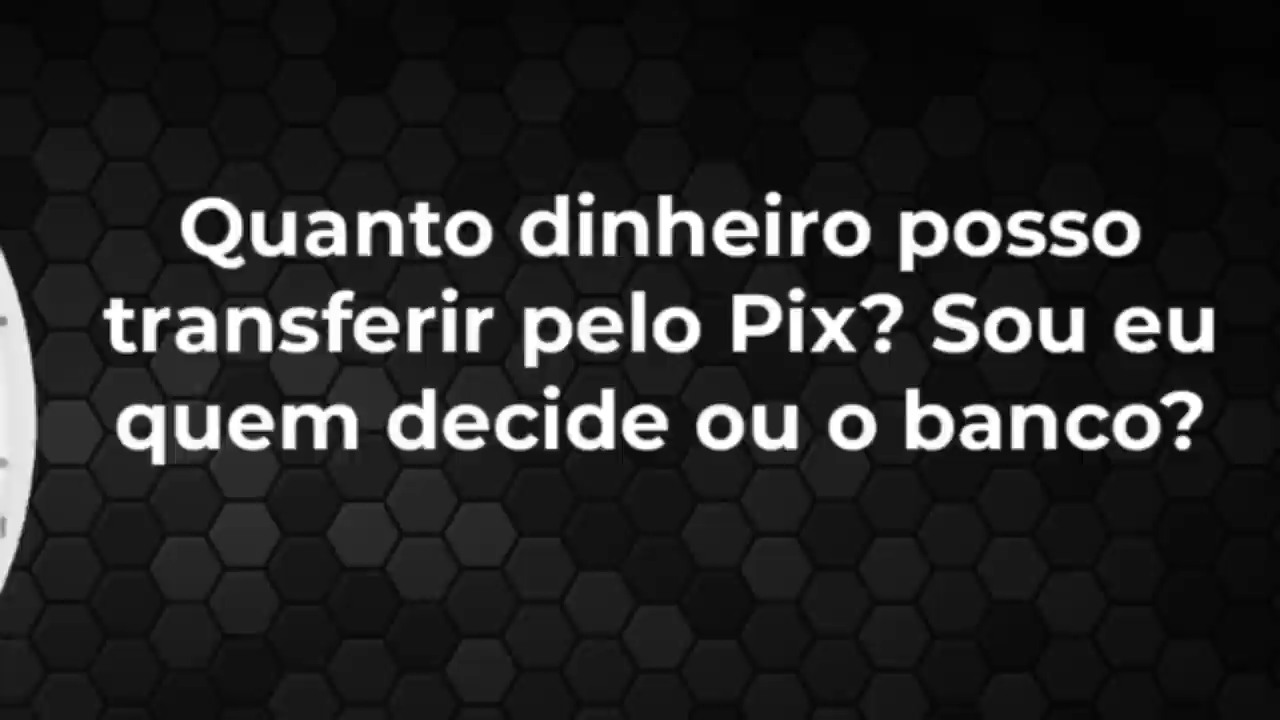 Quanto dinheiro posso
transferir pelo Pix? Sou eu
quem decide ou o banco?